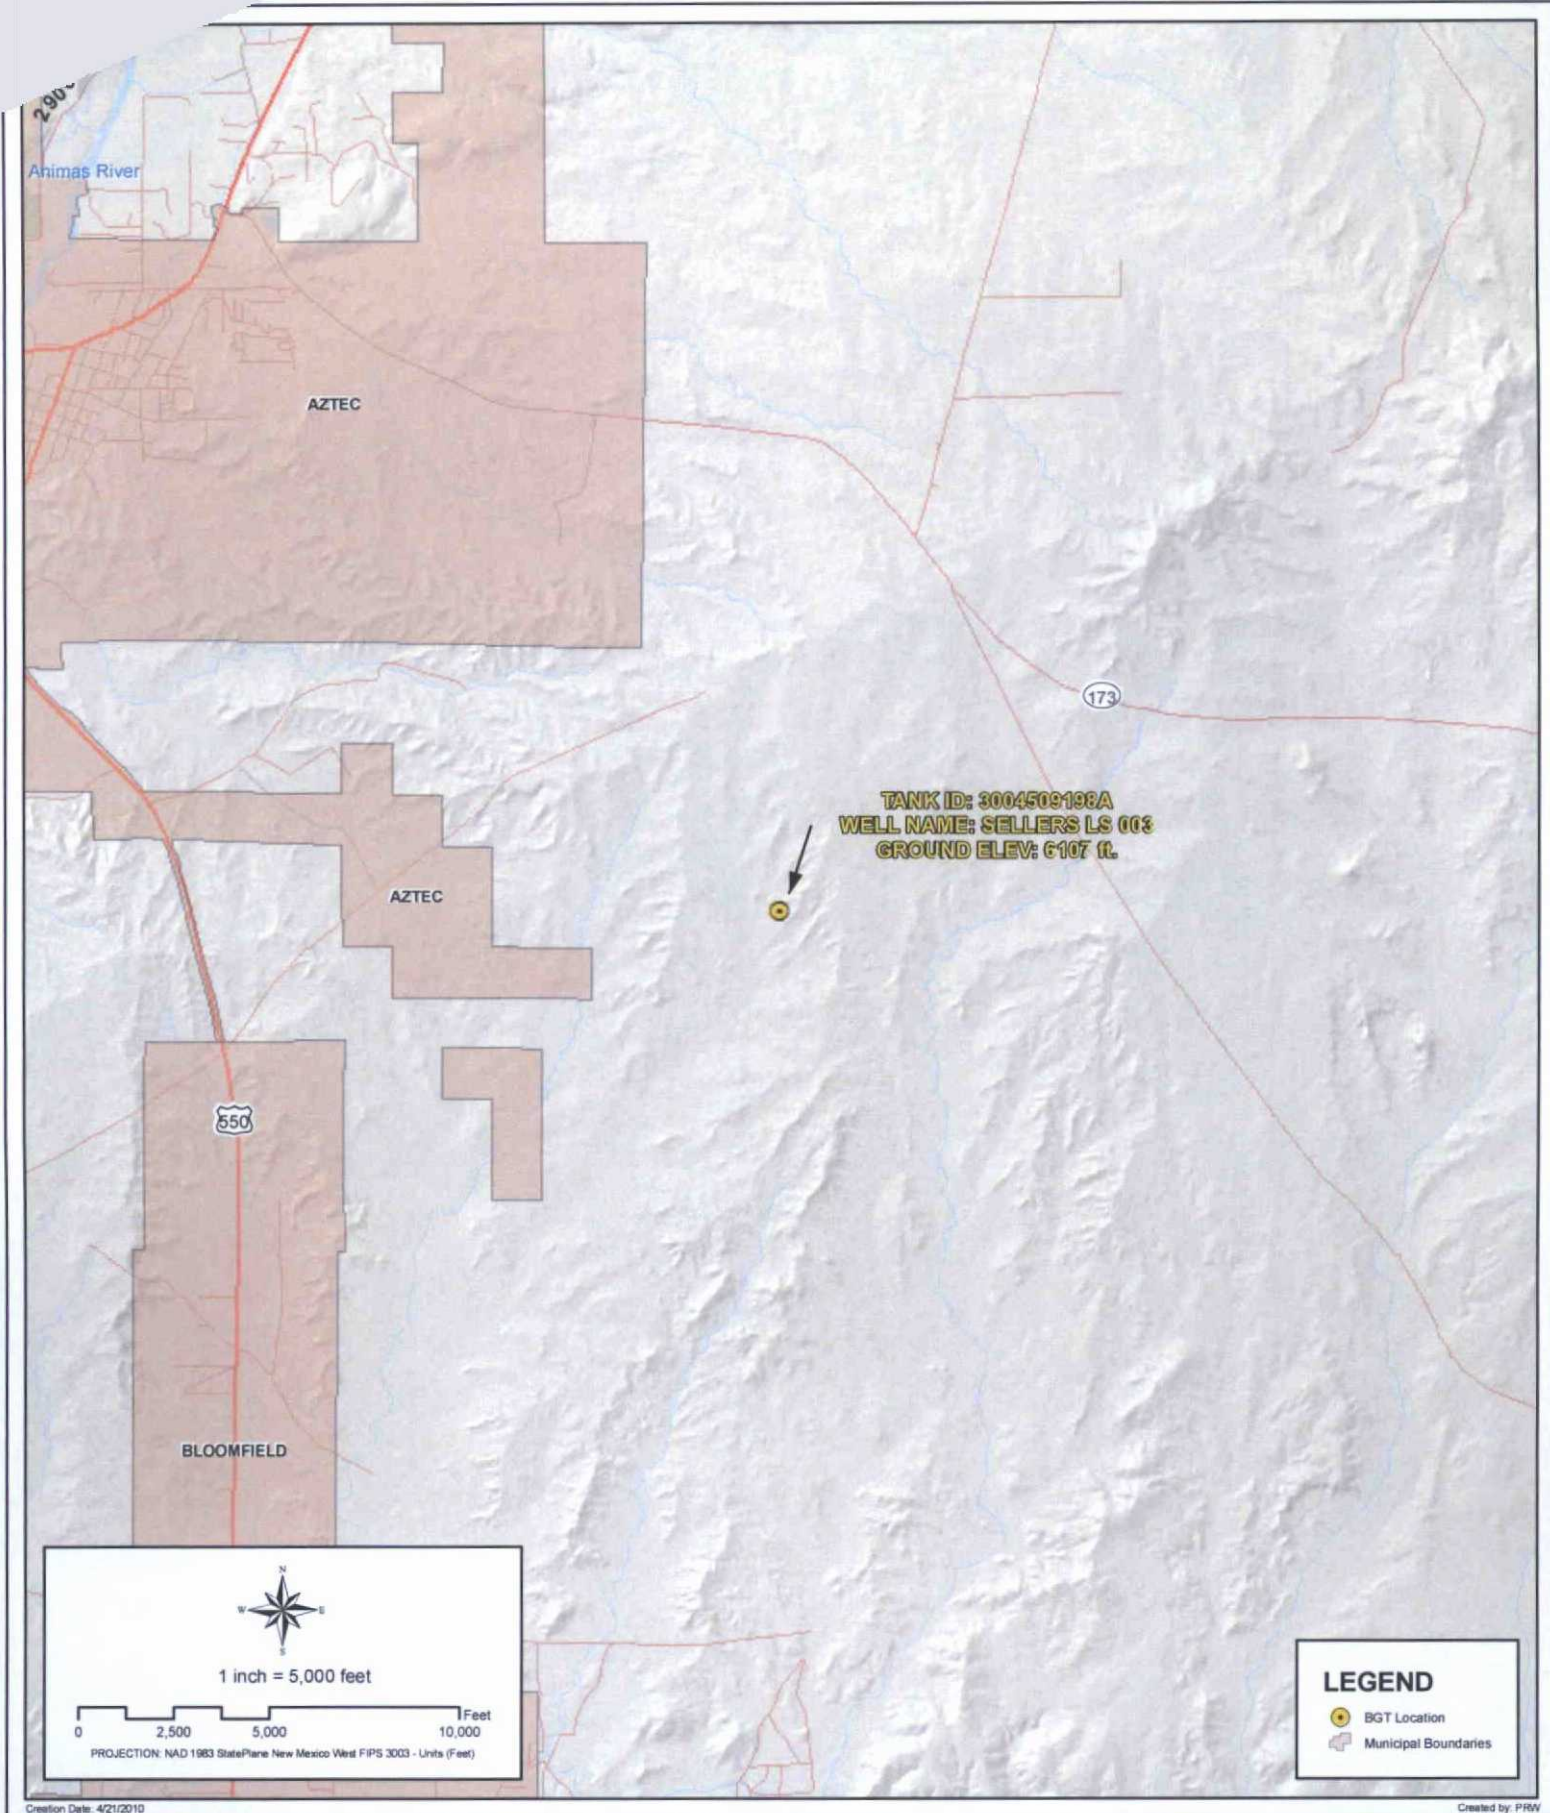 Animas River
AZTEC
173
TANK ID: 3004509198A
WELL NAME: SELLERS LS 003
GROUND ELEV: 6107 ft.
AZTEC
550
BLOOMFIELD
N
W E
S
1 inch = 5,000 feet
Feet
0 2,500 5,000 10,000
PROJECTION: NAD 1983 StatePlane New Mexico West FIPS 3003 - Units (Feet)
LEGEND
BGT Location
Municipal Boundaries
Creation Date: 4/21/2010
Created by: PRW